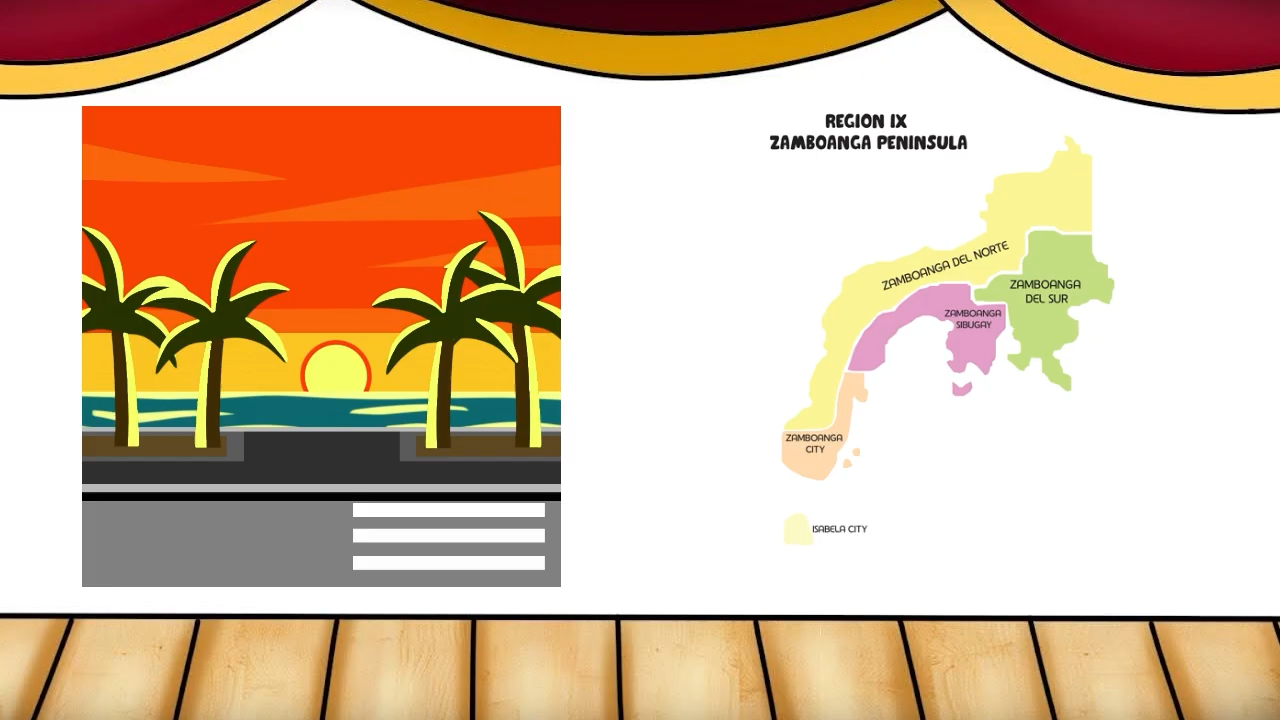 REGION IX
ZAMBOANGA PENINSULA
ZAMBOANGA DEL NORTE
ZAMBOANGA
DEL SUR
ZAMBOANGA
SIBUGAY
ZAMBOANGA
CITY
ISABELA CITY